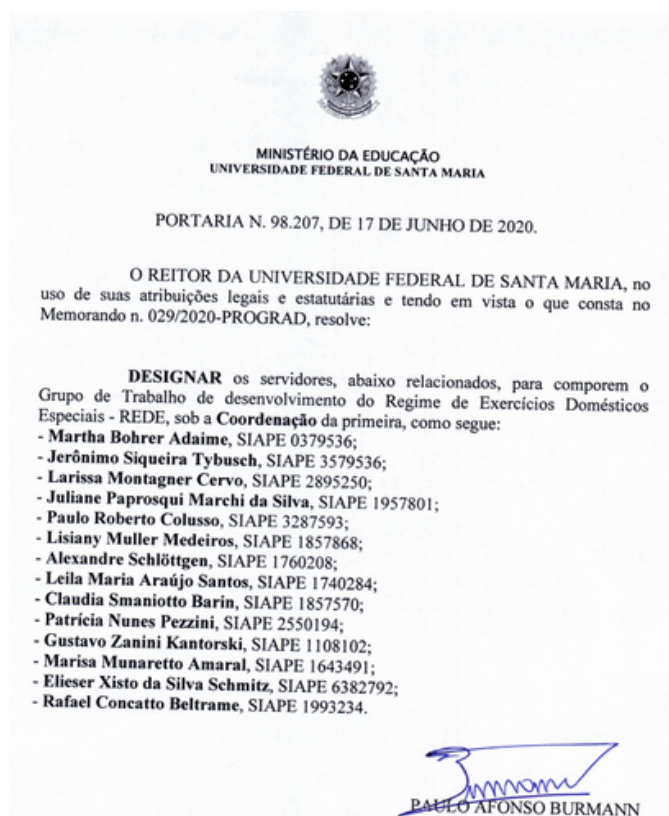 MINISTÉRIO DA EDUCAÇÃO
UNIVERSIDADE FEDERAL DE SANTA MARIA
PORTARIA N. 98.207, DE 17 DE JUNHO DE 2020.
O REITOR DA UNIVERSIDADE FEDERAL DE SANTA MARIA, no
uso de suas atribuições legais e estatutárias e tendo em vista o que consta no
Memorando n. 029/2020-PROGRAD, resolve:
DESIGNAR os servidores, abaixo relacionados, para comporem o
Grupo de Trabalho de desenvolvimento do Regime de Exercícios Domésticos
Especiais - REDE, sob a Coordenação da primeira, como segue:
- Martha Bohrer Adaime, SIAPE 0379536;
- Jerônimo Siqueira Tybusch, SIAPE 3579536;
- Larissa Montagner Cervo, SIAPE 2895250;
- Juliane Paprosqui Marchi da Silva, SIAPE 1957801;
- Paulo Roberto Colusso, SIAPE 3287593;
- Lisiany Muller Medeiros, SIAPE 1857868;
- Alexandre Schlöttgen, SIAPE 1760208;
- Leila Maria Araújo Santos, SIAPE 1740284;
- Claudia Smaniotto Barin, SIAPE 1857570;
- Patrícia Nunes Pezzini, SIAPE 2550194;
- Gustavo Zanini Kantorski, SIAPE 1108102;
- Marisa Munaretto Amaral, SIAPE 1643491;
- Elieser Xisto da Silva Schmitz, SIAPE 6382792;
- Rafael Concatto Beltrame, SIAPE 1993234.
PAULO AFONSO BURMANN